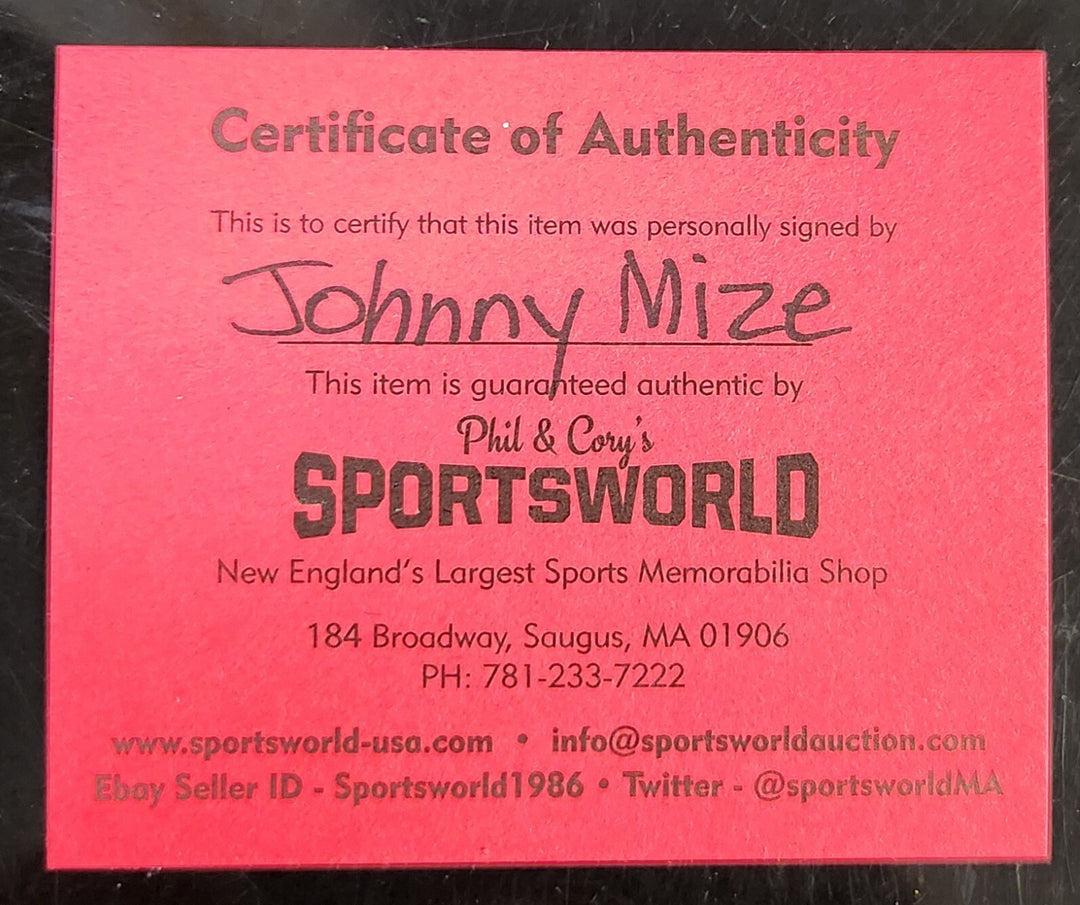 Certificate of Authenticity
This is to certify that this item was personally signed by
Johnny Mize
This item is guaranteed authentic by
Phil & Cory's
SPORTSWORLD
New England's Largest Sports Memorabilia Shop
184 Broadway, Saugus, MA 01906
PH: 781-233-7222
www.sportsworld-usa.com • info@sportsworldauction.com
Ebay Seller ID - Sportsworld1986 • Twitter - @sportsworldMA